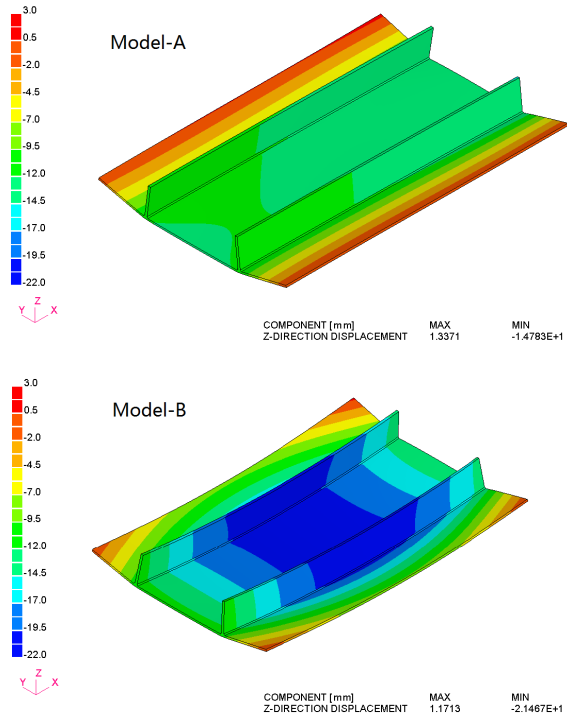 3.0
Model-A
0.5
-2.0
-4.5
-7.0
-9.5
-12.0
-14.5
-17.0
-19.5
-22.0
Z
Y X
COMPONENT [mm] MAX MIN
Z-DIRECTION DISPLACEMENT 1.3371 -1.4783E+1
3.0
Model-B
0.5
-2.0
-4.5
-7.0
-9.5
-12.0
-14.5
-17.0
-19.5
-22.0
Z
Y X
COMPONENT [mm] MAX MIN
Z-DIRECTION DISPLACEMENT 1.1713 -2.1467E+1